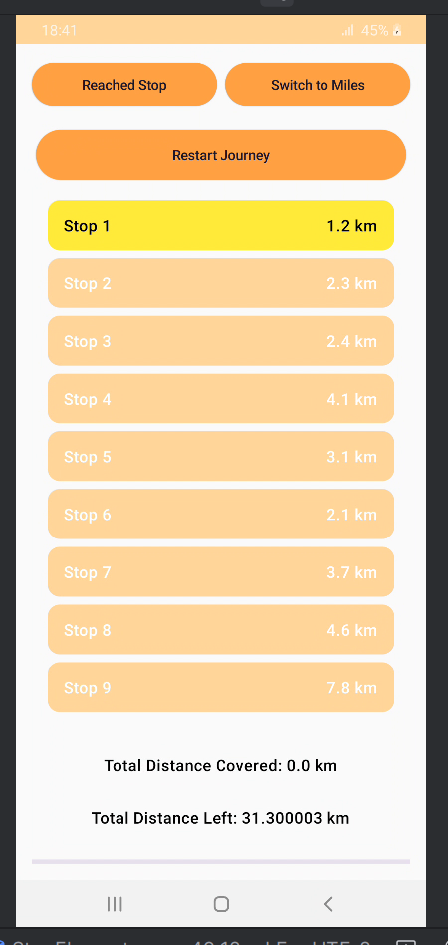 18:41 45%
Reached Stop Switch to Miles
Restart Journey
Stop 1 1.2 km
Stop 2 2.3 km
Stop 3 2.4 km
Stop 4 4.1 km
Stop 5 3.1 km
Stop 6 2.1 km
Stop 7 3.7 km
Stop 8 4.6 km
Stop 9 7.8 km
Total Distance Covered: 0.0 km
Total Distance Left: 31.300003 km